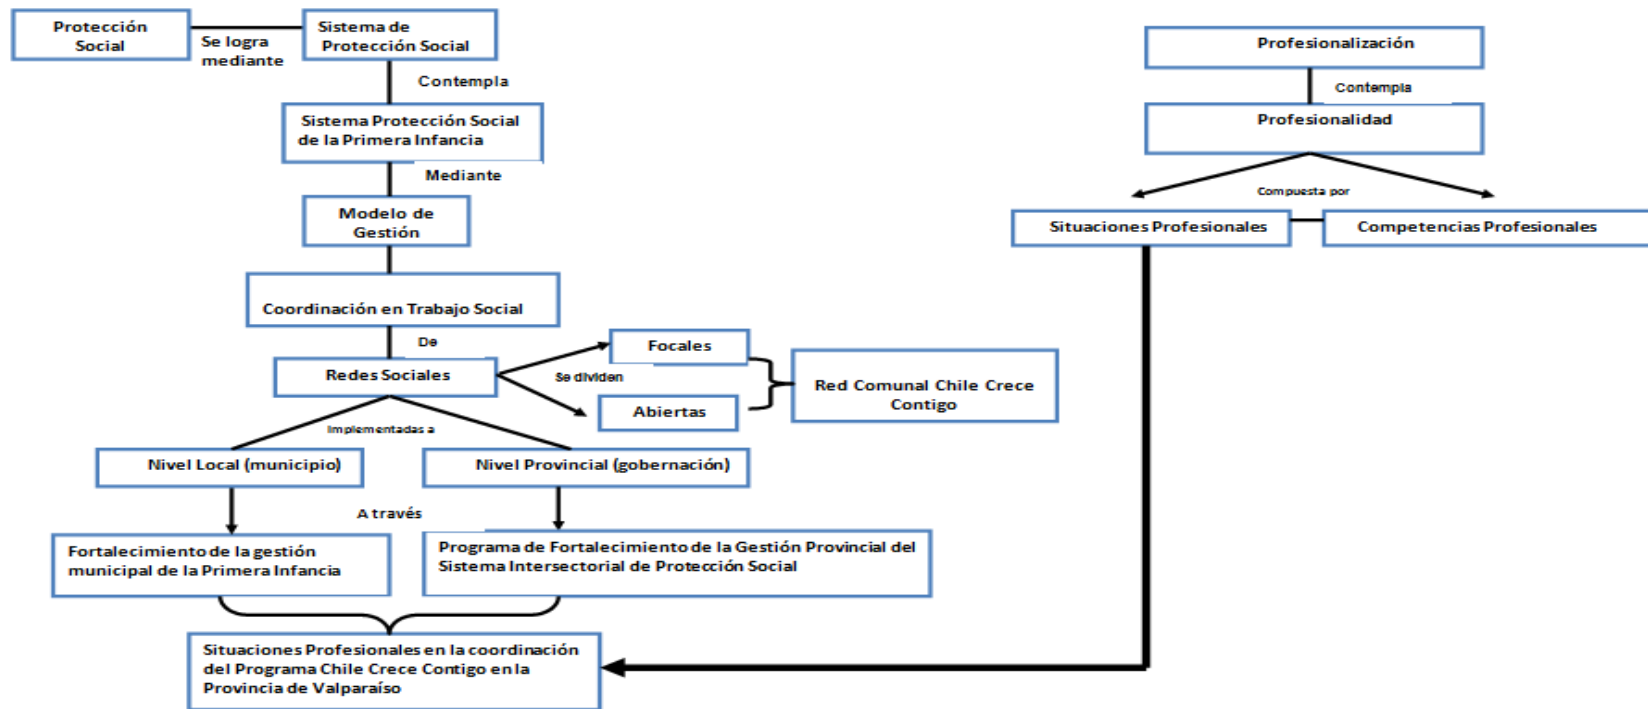 Protección
Social
Se logra
mediante
Sistema de
Protección Social
Contempla
Sistema Protección Social
de la Primera Infancia
Mediante
Modelo de
Gestión
Coordinación en Trabajo Social
De
Redes Sociales
Se dividen
Focales
Abiertas
Red Comunal Chile Crece
Contigo
Implementadas a
Nivel Local (municipio)
Nivel Provincial (gobernación)
A través
Fortalecimiento de la gestión
municipal de la Primera Infancia
Programa de Fortalecimiento de la Gestión Provincial del
Sistema Intersectorial de Protección Social
Situaciones Profesionales en la coordinación
del Programa Chile Crece Contigo en la
Provincia de Valparaíso
Profesionalización
Contempla
Profesionalidad
Compuesta por
Situaciones Profesionales
Competencias Profesionales